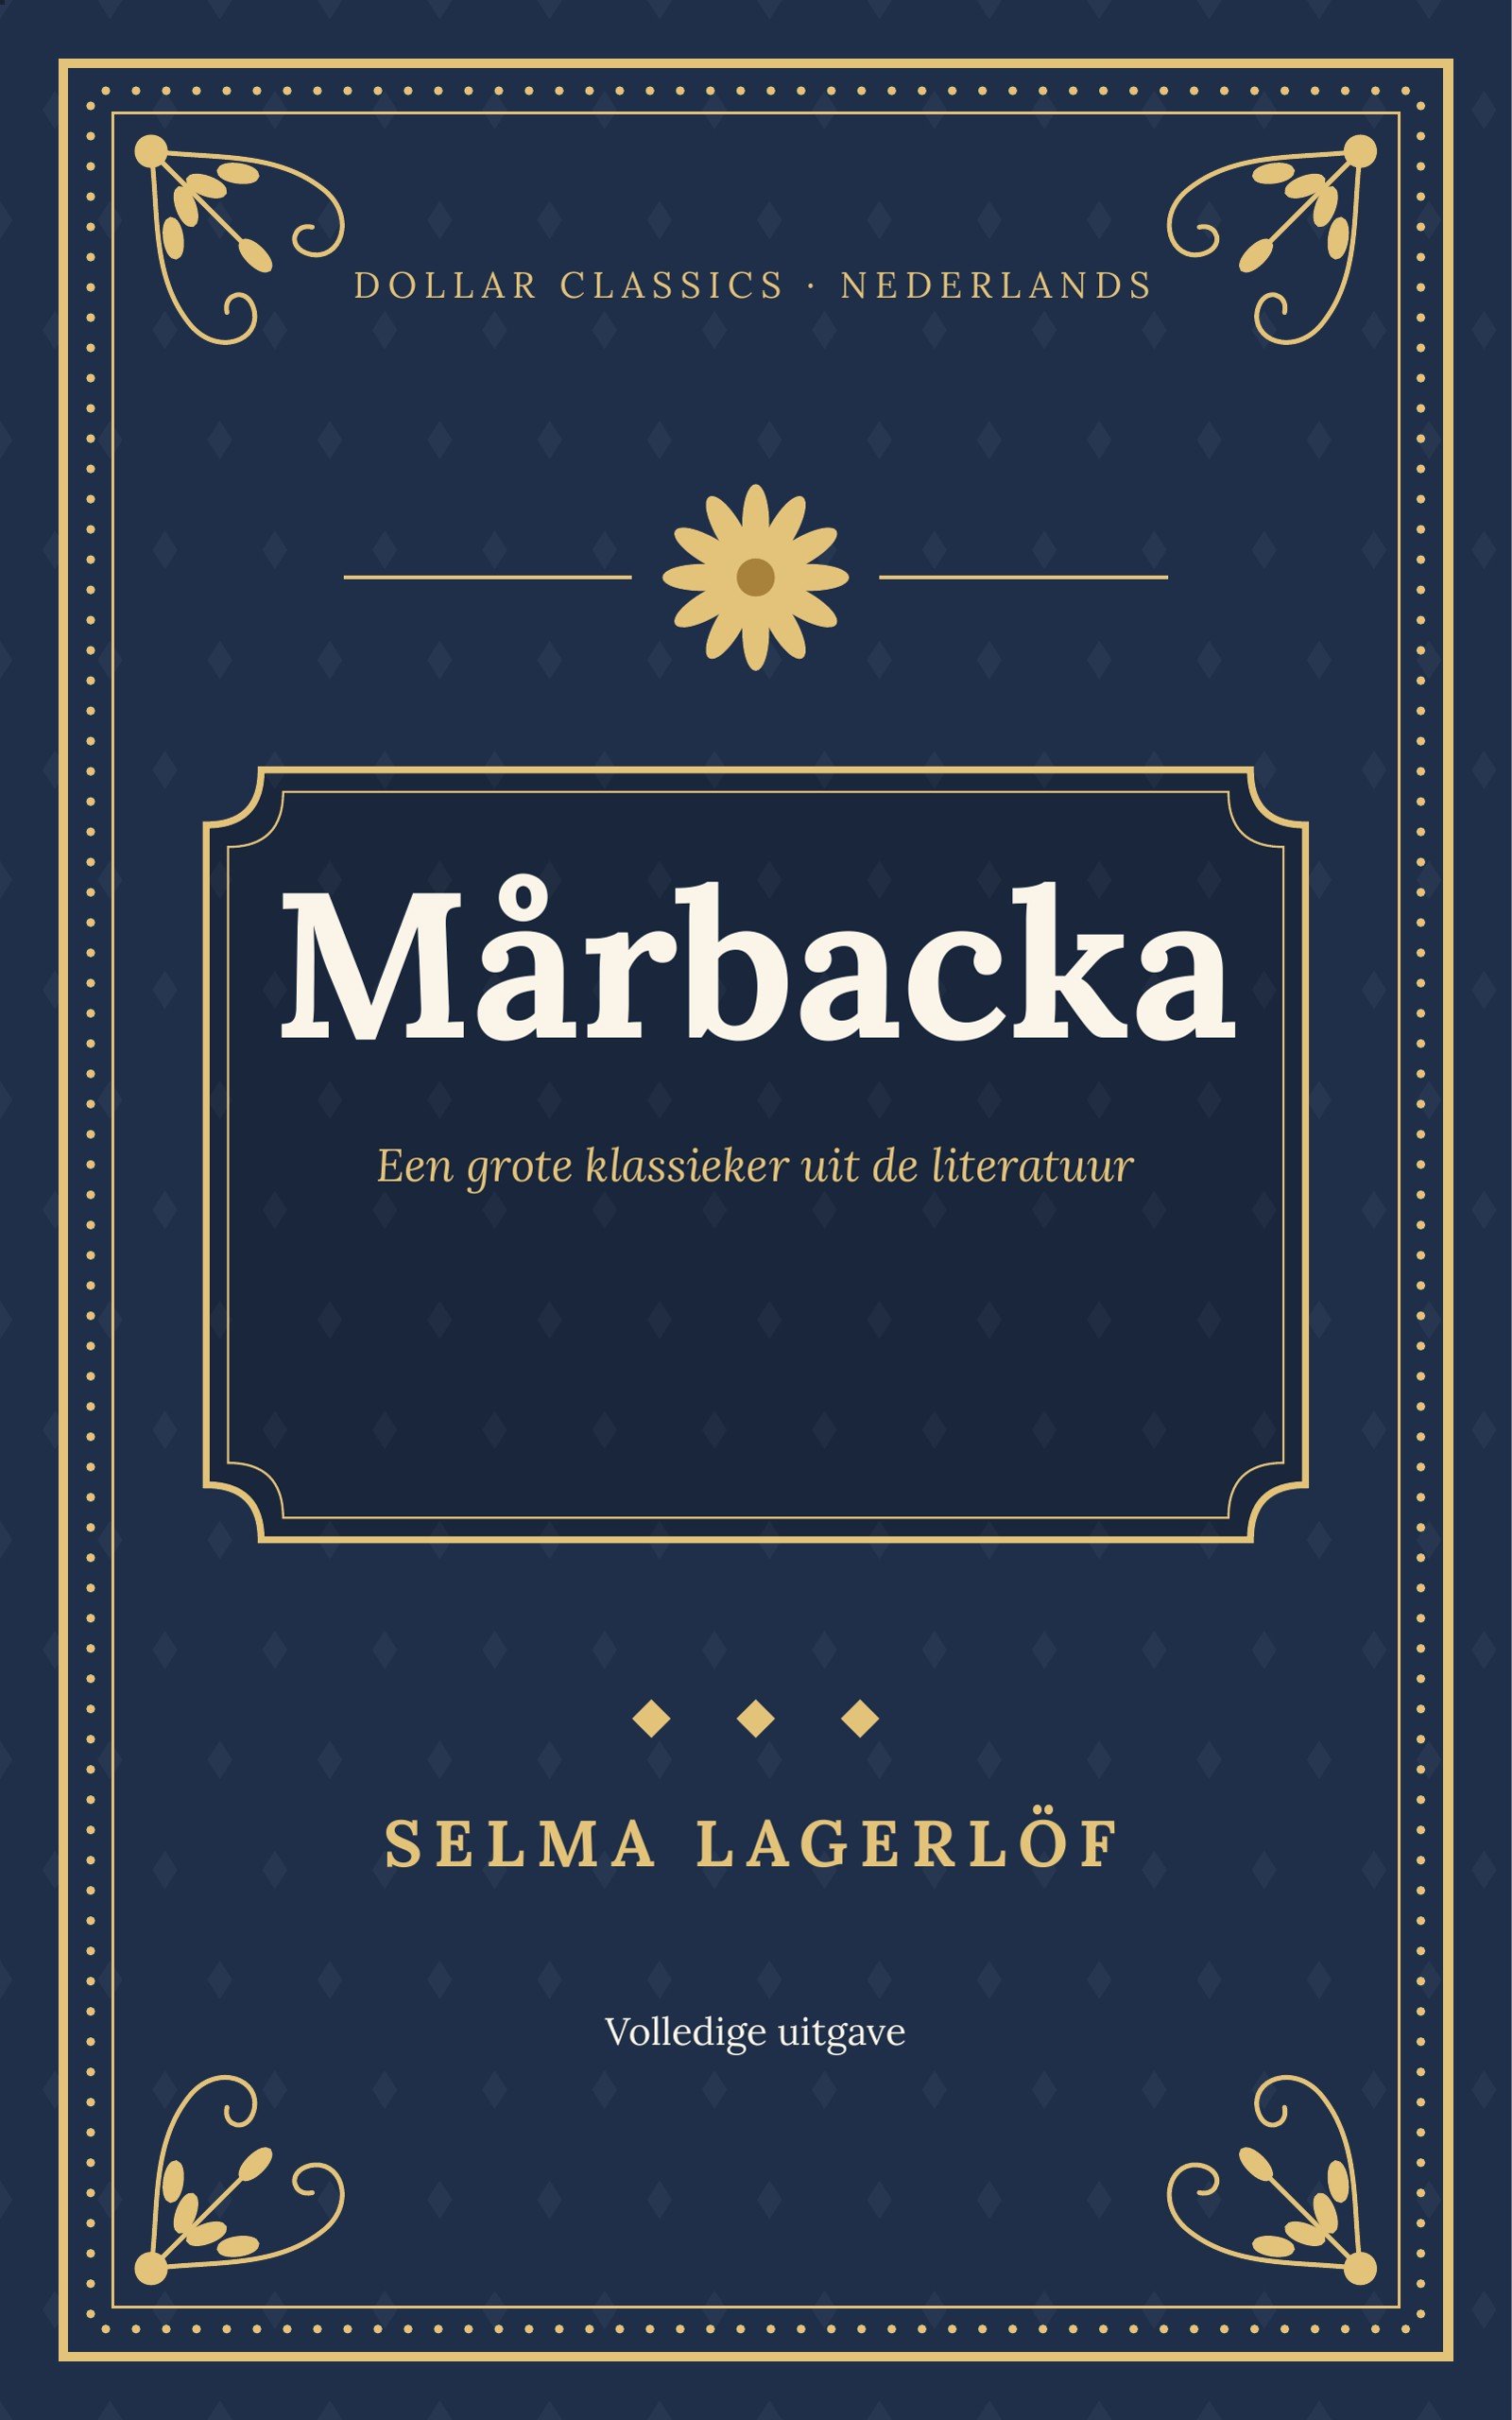 DOLLAR CLASSICS · NEDERLANDS
Mårbacka
Een grote klassieker uit de literatuur
SELMA LAGERLÖF
Volledige uitgave